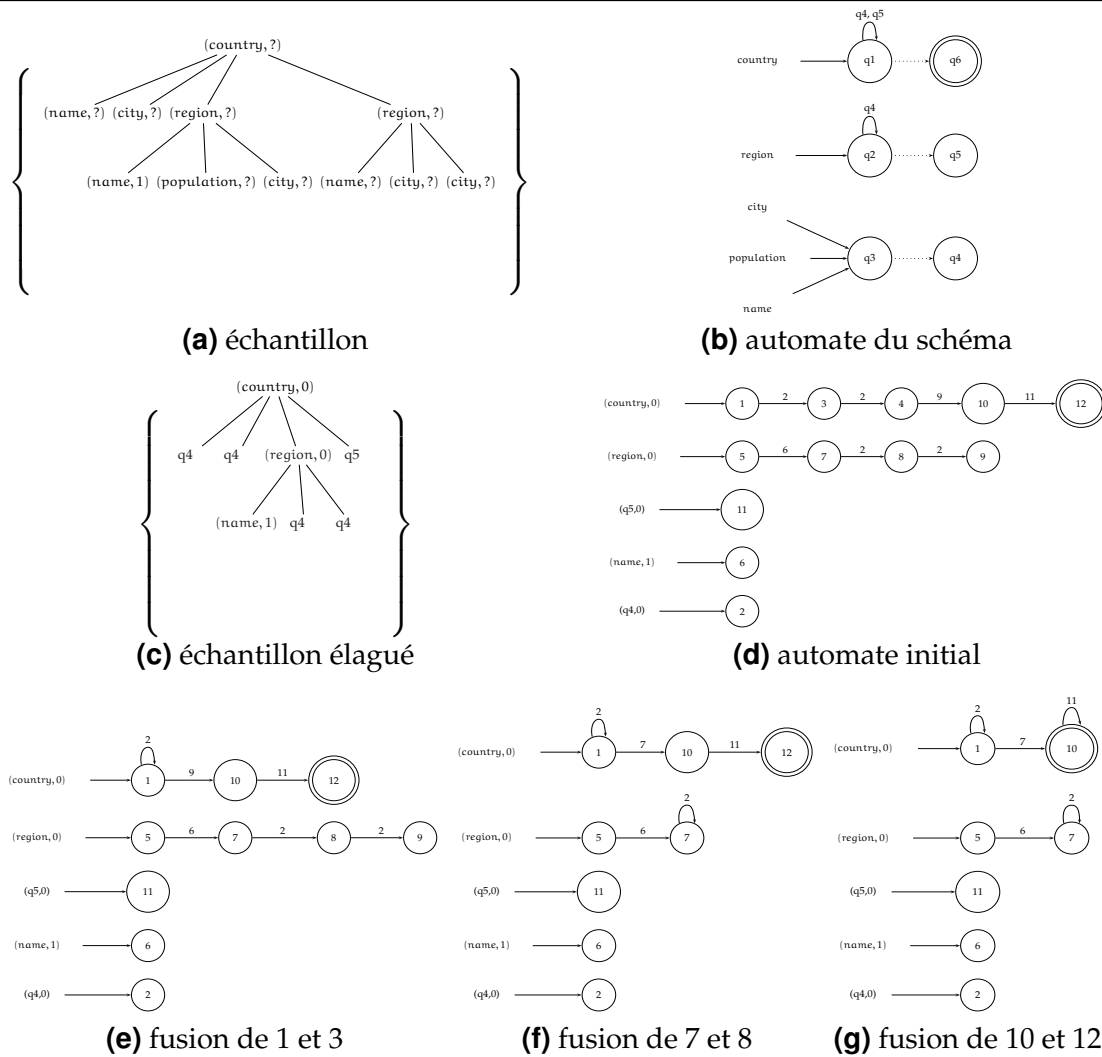 (country, ?)
(name, ?) (city, ?) (region, ?) (region, ?)
(name, 1) (population, ?) (city, ?) (name, ?) (city, ?) (city, ?)
(a) échantillon
q4, q5
country q1 q6
q4
region q2 q5
city
population q3 q4
name
(b) automate du schéma
(country, 0)
q4 q4 (region, 0) q5
(name, 1) q4 q4
(c) échantillon élagué
(country, 0) 1 2 3 2 4 9 10 11 12
(region, 0) 5 6 7 2 8 2 9
(q5,0) 11
(name, 1) 6
(q4,0) 2
(d) automate initial
2
(country, 0) 1 9 10 11 12
(region, 0) 5 6 7 2 8 2 9
(q5,0) 11
(name, 1) 6
(q4,0) 2
(e) fusion de 1 et 3
2
(country, 0) 1 7 10 11 12
2
(region, 0) 5 6 7
(q5,0) 11
(name, 1) 6
(q4,0) 2
(f) fusion de 7 et 8
2 11
(country, 0) 1 7 10
2
(region, 0) 5 6 7
(q5,0) 11
(name, 1) 6
(q4,0) 2
(g) fusion de 10 et 12